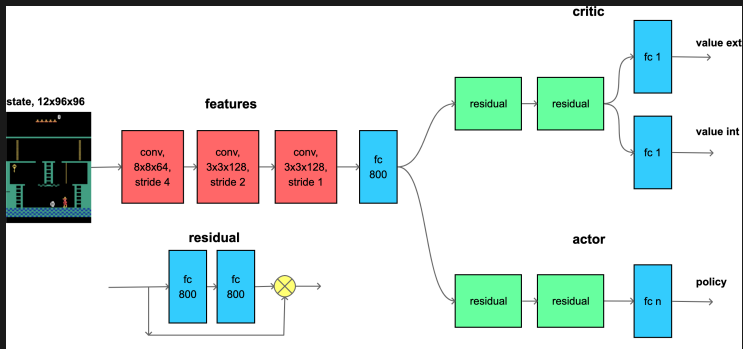 critic
state, 12x96x96
features
conv,
8x8x64,
stride 4
conv,
3x3x128,
stride 2
conv,
3x3x128,
stride 1
fc
800
residual
residual
fc 1
value ext
fc 1
value int
residual
fc
800
fc
800
actor
residual
residual
fc n
policy